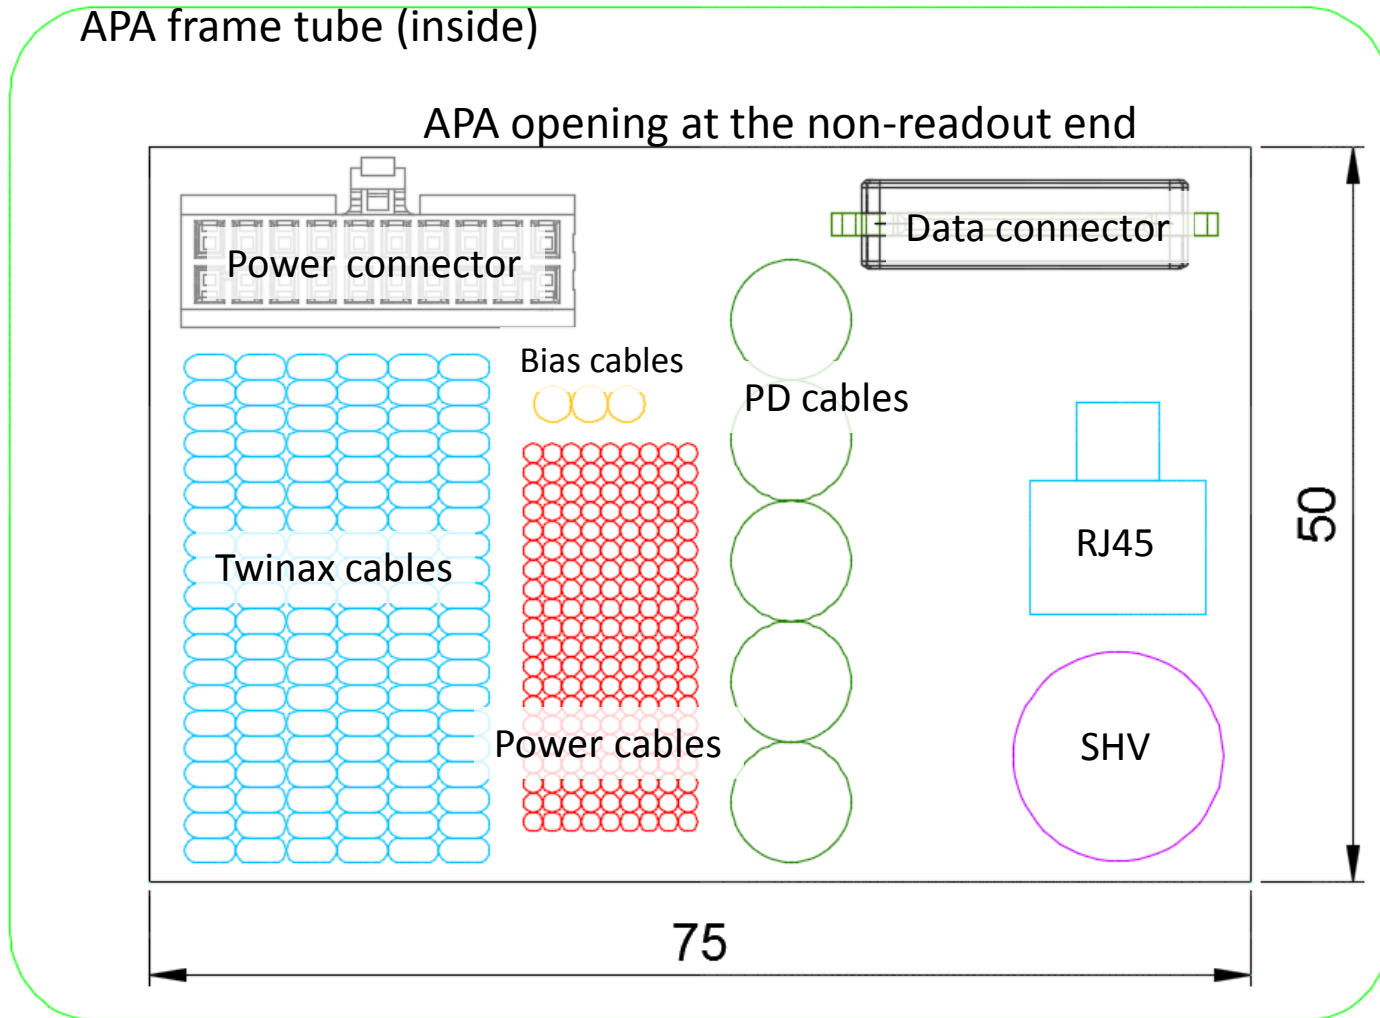 APA frame tube (inside)
APA opening at the non-readout end
Power connector
Data connector
Bias cables
PD cables
Twinax cables
RJ45
50
Power cables
SHV
75